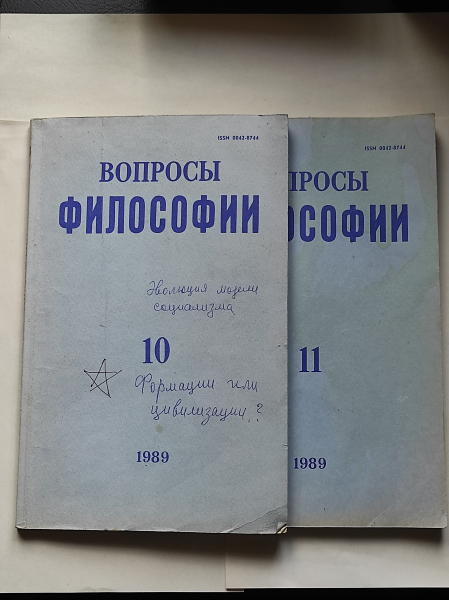 ISSN 0042-8744
ВОПРОСЫ
ФИЛОСОФИИ
Эволюция модели
социализма
10
Формации или
цивилизации?
1989
ISSN 0042-8744
ПРОСЫ
ОСОФИИ
11
1989